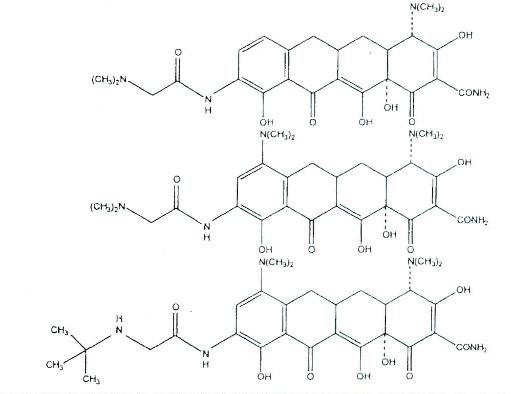 N(CH₃)₂
OH
O
(CH₃)₂N
CONH₂
N
H
OH
OH
O
OH
O
N(CH₃)₂
N(CH₃)₂
OH
O
(CH₃)₂N
CONH₂
N
H
OH
OH
O
OH
O
N(CH₃)₂
N(CH₃)₂
OH
H
N
O
CH₃
CH₃
CH₃
N
H
CONH₂
OH
OH
O
OH
O